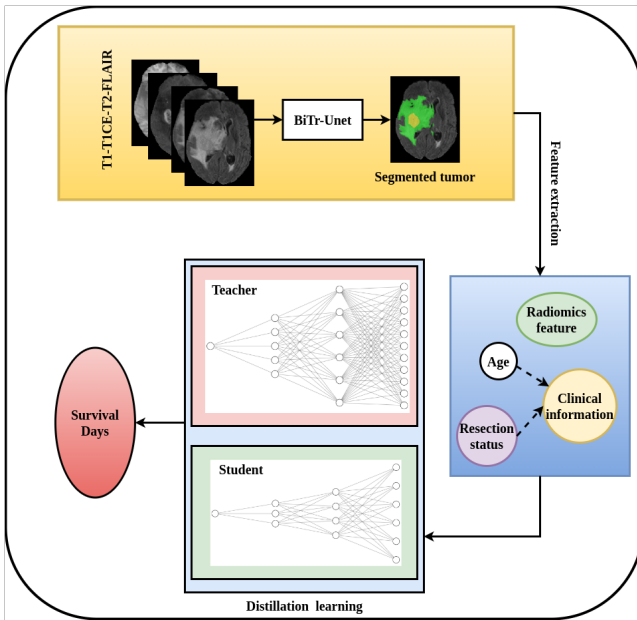 T1-T1CE-T2-FLAIR
BiTr-Unet
Segmented tumor
Feature extraction
Radiomics
feature
Age
Clinical
information
Resection
status
Teacher
Student
Distillation learning
Survival
Days